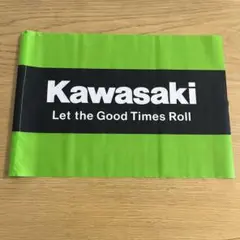 Kawasaki
Let the Good Times Roll